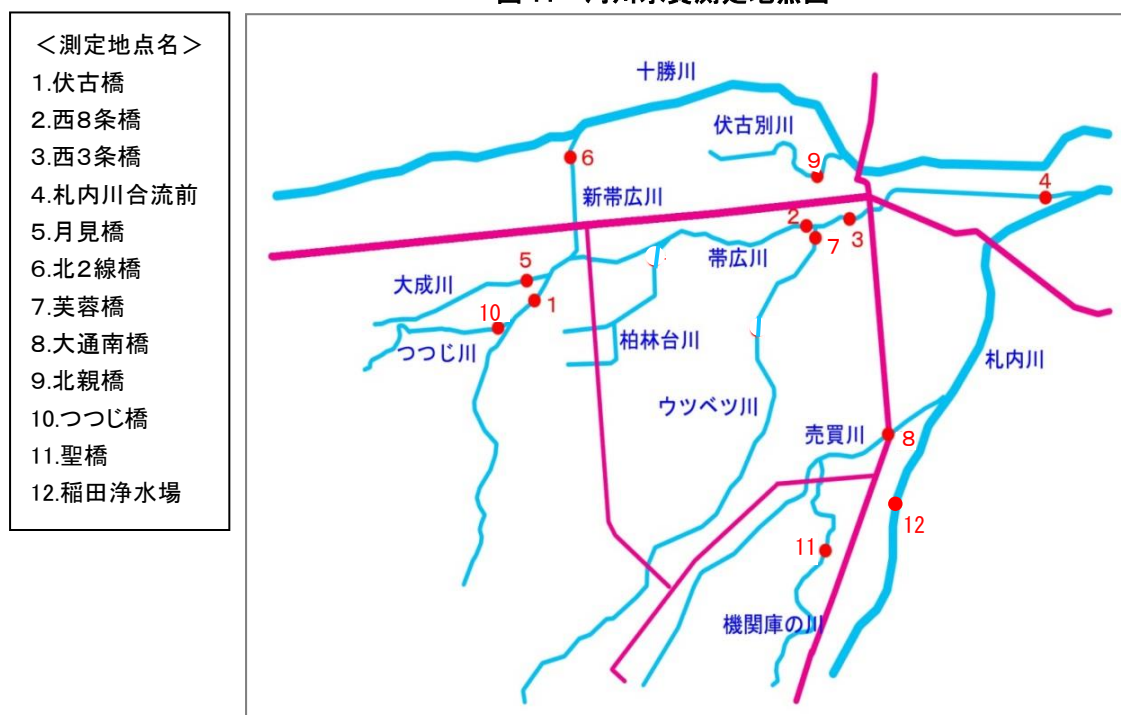 ＜測定地点名＞
1.伏古橋
2.西８条橋
3.西３条橋
4.札内川合流前
5.月見橋
6.北２線橋
7.芙蓉橋
8.大通南橋
9.北親橋
10.つつじ橋
11.聖橋
12.稲田浄水場
十勝川
伏古別川
6
9
新帯広川
4
2
3
7
帯広川
5
大成川
1
10
つつじ川
柏林台川
札内川
ウツベツ川
売買川
8
12
11
機関庫の川